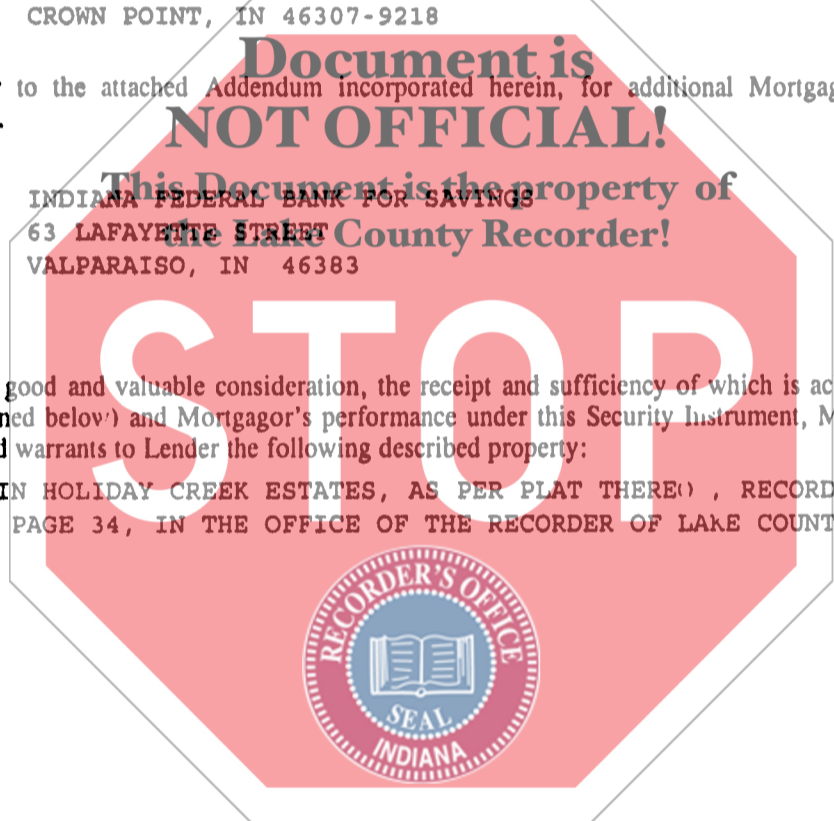 CROWN POINT, IN 46307-9218
Document is
to the attached Addendum incorporated herein, for additional Mortgag
NOT OFFICIAL!
This Document is the property of
INDIANA FEDERAL BANK FOR SAVINGS
the Lake County Recorder!
63 LAFAYETTE STREET
VALPARAISO, IN 46383
STOP
good and valuable consideration, the receipt and sufficiency of which is ac
ned below) and Mortgagor's performance under this Security Instrument, M
d warrants to Lender the following described property:
IN HOLIDAY CREEK ESTATES, AS PER PLAT THEREO , RECORD
PAGE 34, IN THE OFFICE OF THE RECORDER OF LAKE COUNT
RECORDER'S OFFICE
SEAL
INDIANA